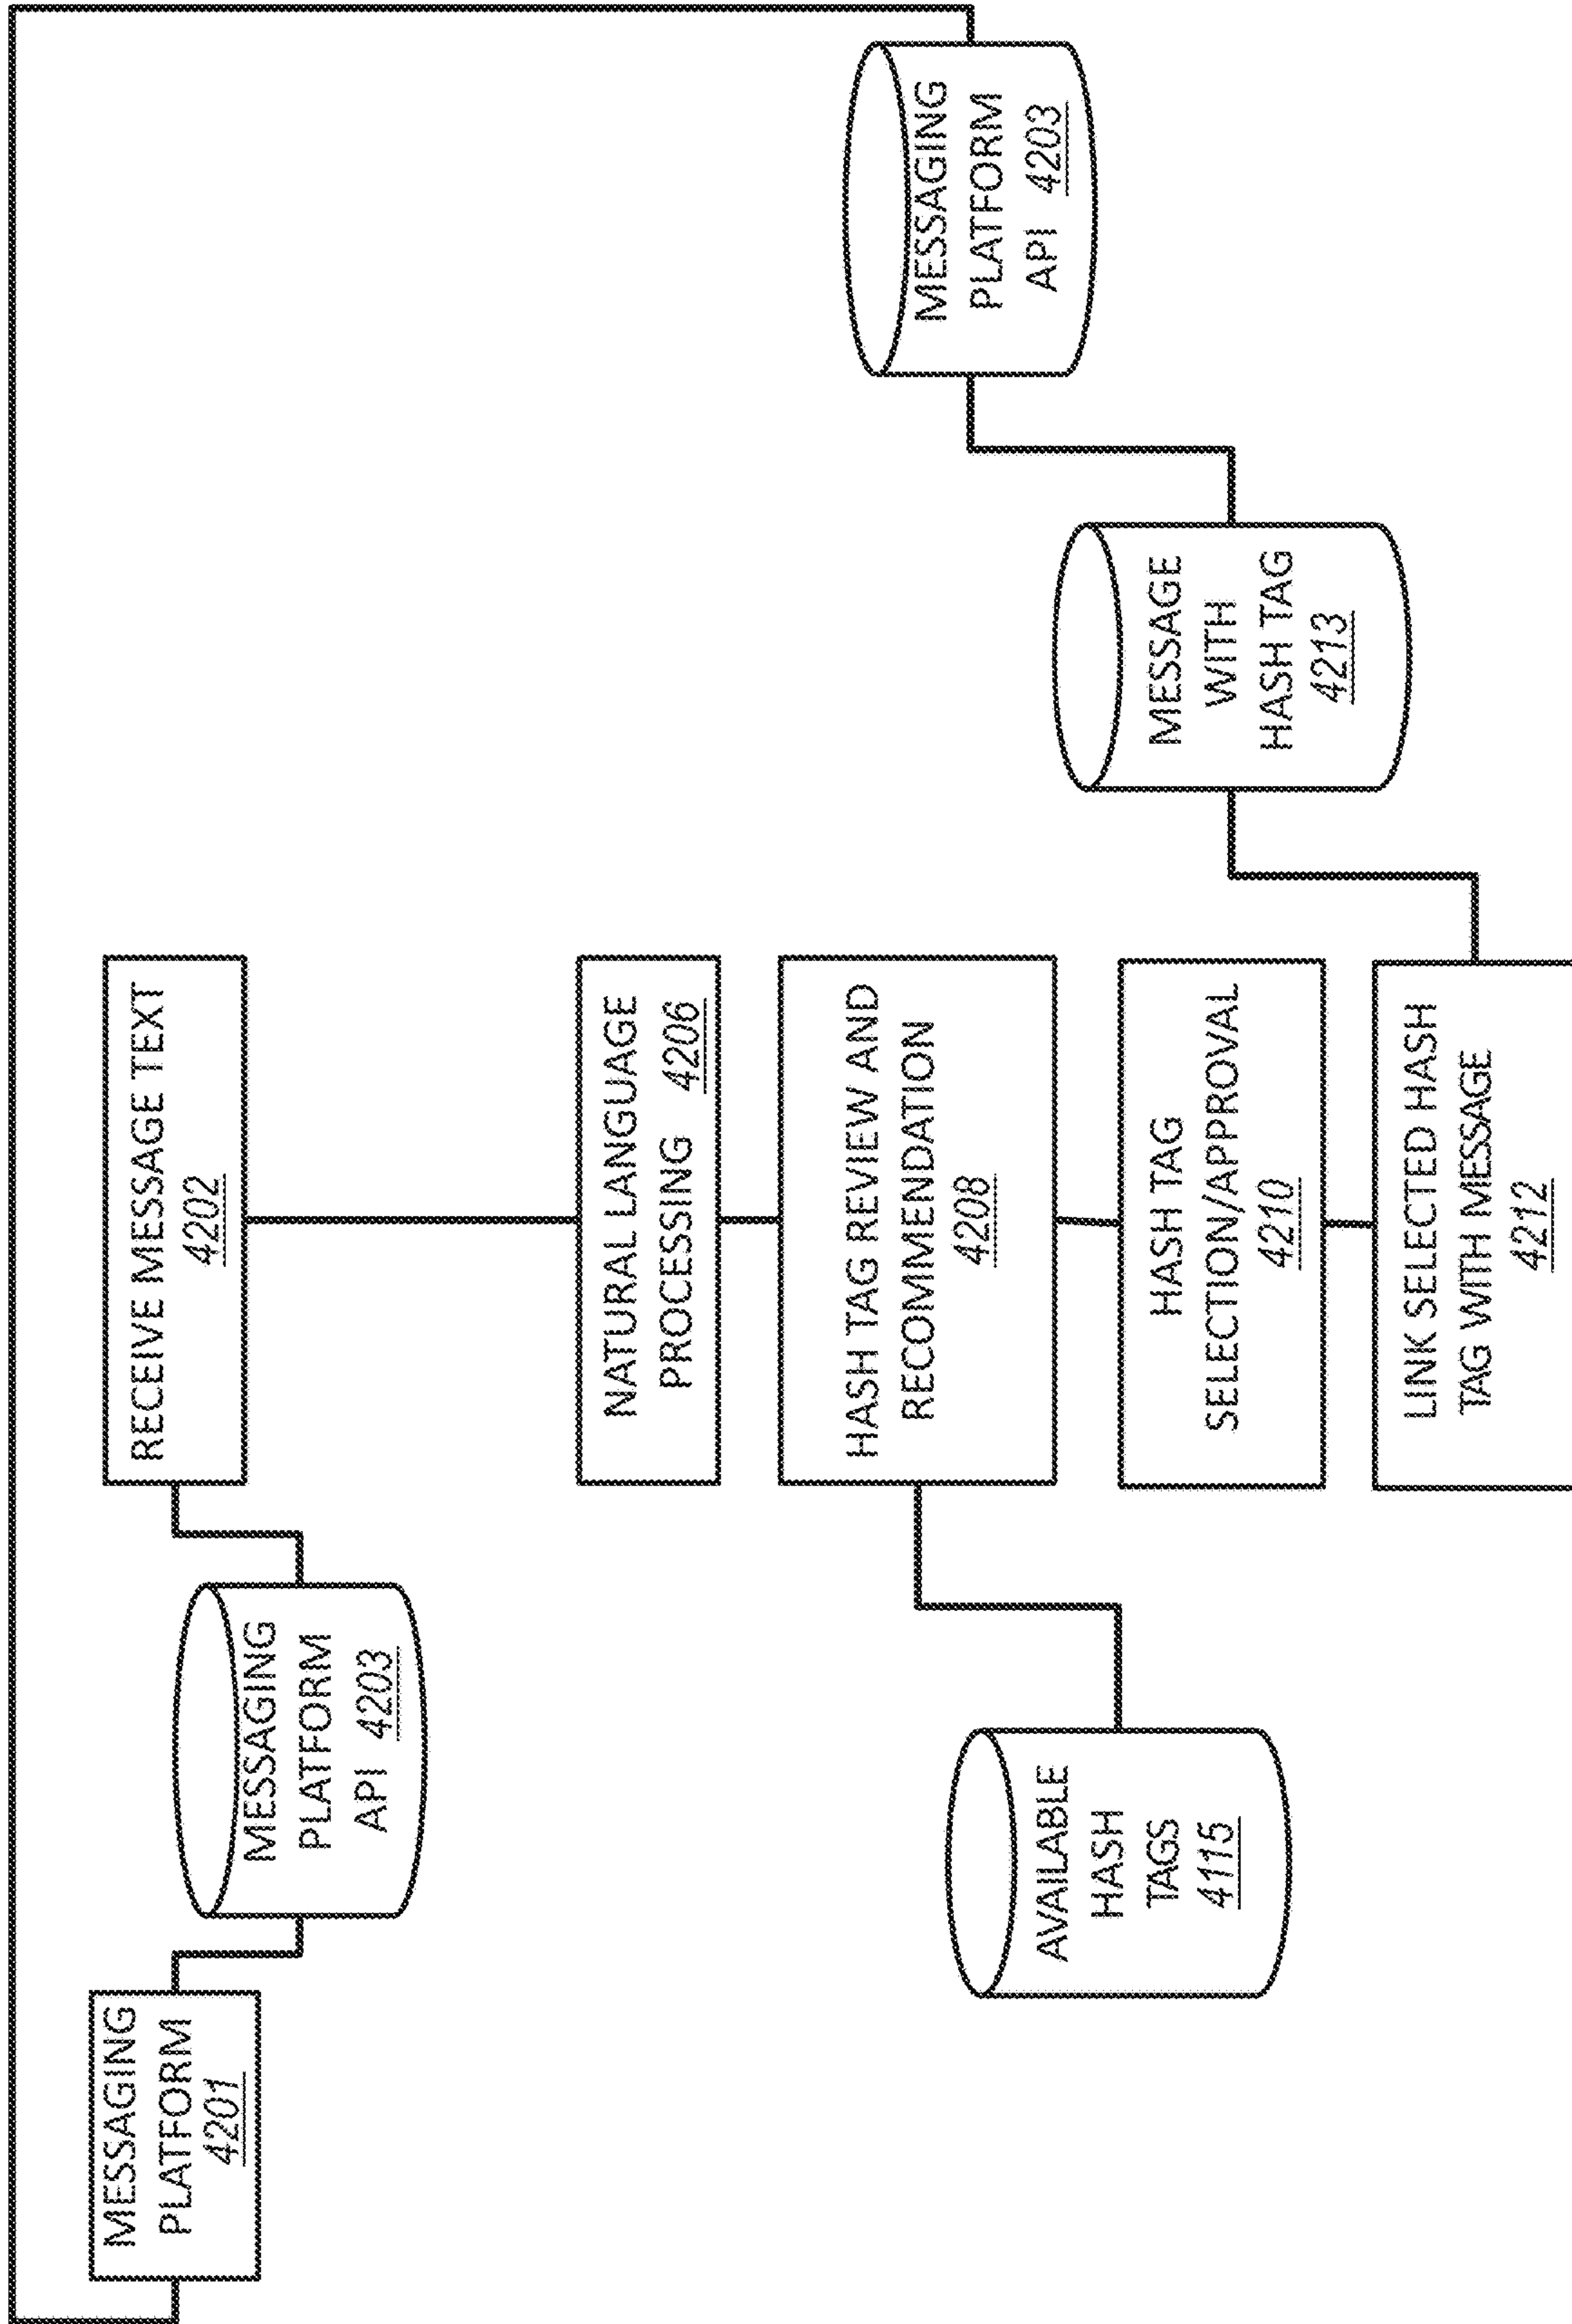 MESSAGING
PLATFORM
4201
MESSAGING
PLATFORM
API 4203
RECEIVE MESSAGE TEXT
4202
NATURAL LANGUAGE
PROCESSING 4206
AVAILABLE
HASH
TAGS
4115
HASH TAG REVIEW AND
RECOMMENDATION
4208
HASH TAG
SELECTION/APPROVAL
4210
LINK SELECTED HASH
TAG WITH MESSAGE
4212
MESSAGE
WITH
HASH TAG
4213
MESSAGING
PLATFORM
API 4203